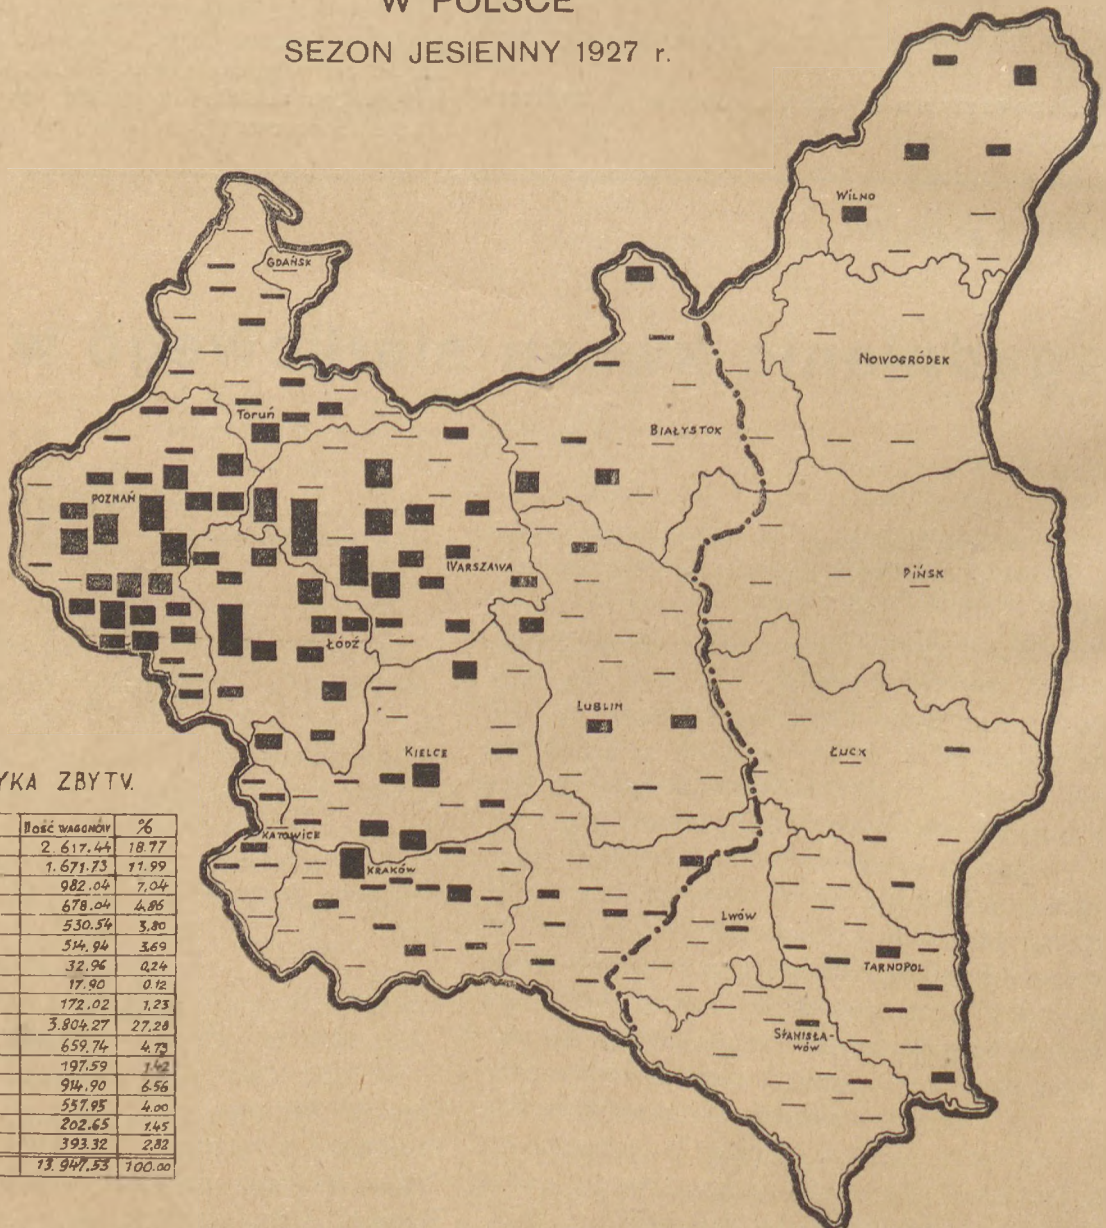 W POLSCE
SEZON JESIENNY 1927 r.
WILNO
GDAŃSK
NOWOGRÓDEK
Toruń
BIAŁYSTOK
POZNAŃ
WARSZAWA
PIŃSK
ŁÓDŹ
LUBLIN
KIELCE
ŁUCK
KATOWICE
KRAKÓW
LWÓW
TARNOPOL
STANISŁA-
WÓW
YKA ZBYTV.
Ilość WAGONÓW %
2.617.44 18.77
1.671.73 11.99
982.04 7,04
678.04 4,86
530.54 3,80
514,94 3,69
32.96 0,24
17.90 0.12
172.02 1,23
3.804.27 27,28
659.74 4.73
197.59 1.42
914.90 6.56
557.95 4.00
202.65 1.45
393.32 2,82
13.947.53 100.00